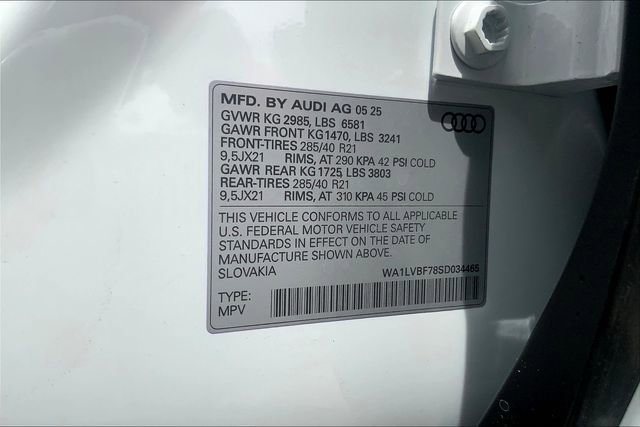 MFD. BY AUDI AG 05 25
GVWR KG 2985, LBS 6581
GAWR FRONT KG1470, LBS 3241
FRONT-TIRES 285/40 R21
9,5JX21 RIMS, AT 290 KPA 42 PSI COLD
GAWR REAR KG 1725 LBS 3803
REAR-TIRES 285/40 R21
9,5JX21 RIMS, AT 310 KPA 45 PSI COLD
THIS VEHICLE CONFORMS TO ALL APPLICABLE
U.S. FEDERAL MOTOR VEHICLE SAFETY
STANDARDS IN EFFECT ON THE DATE OF
MANUFACTURE SHOWN ABOVE.
SLOVAKIA WA1LVBF78SD034465
TYPE:
MPV